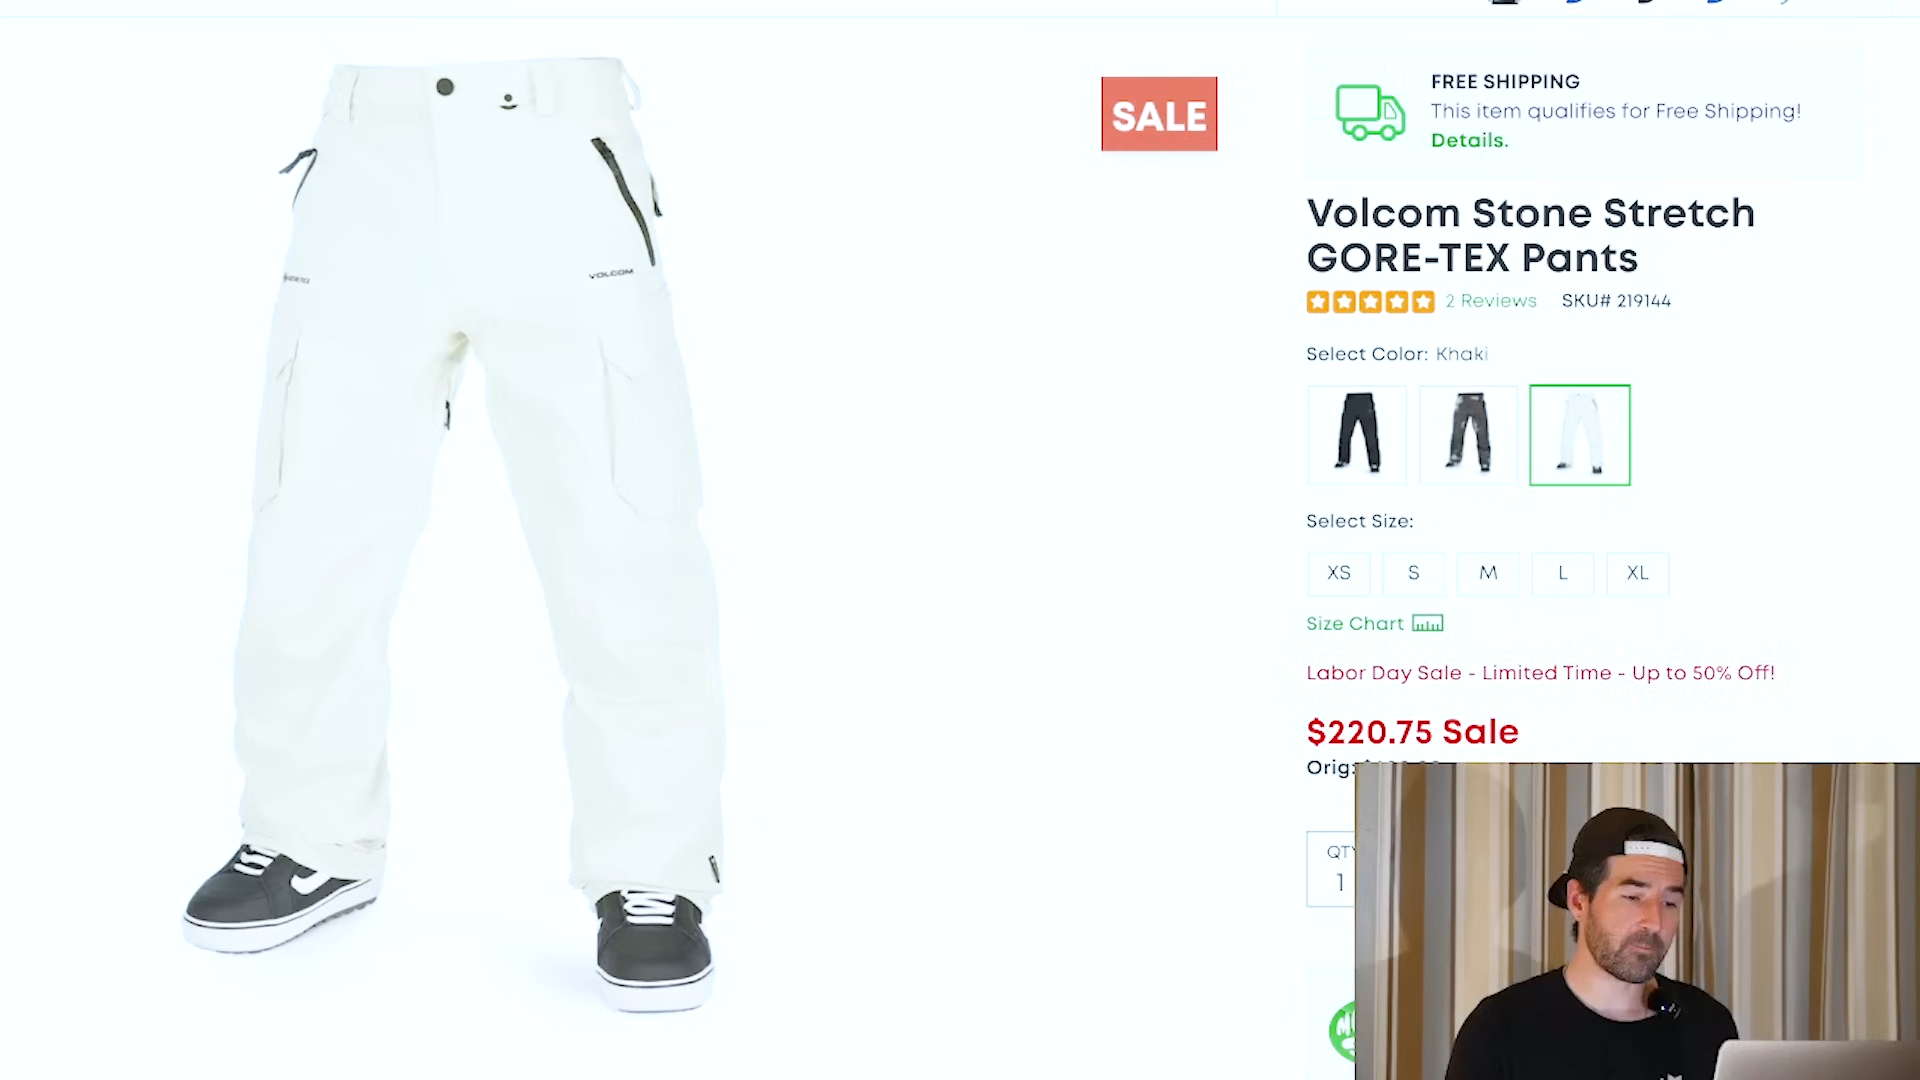 SALE
FREE SHIPPING
This item qualifies for Free Shipping!
Details.
Volcom Stone Stretch
GORE-TEX Pants
2 Reviews SKU# 219144
Select Color: Khaki
VOLCOM
Select Size:
XS S M L XL
Size Chart
Labor Day Sale - Limited Time - Up to 50% Off!
$220.75 Sale
Orig:
QTY
1